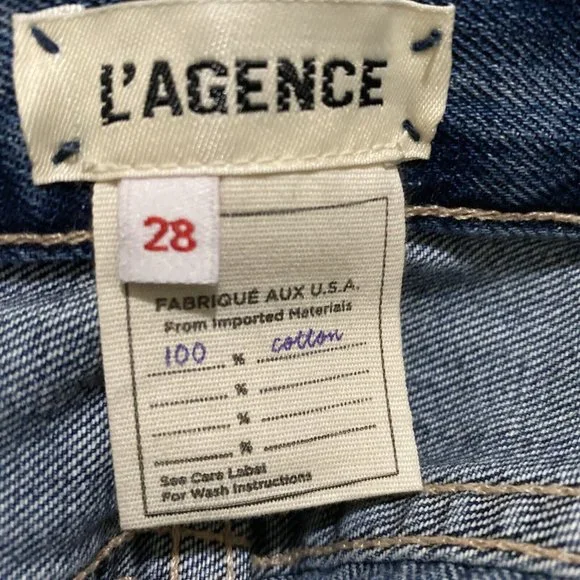 L'AGENCE
28
FABRIQUÉ AUX U.S.A.
From Imported Materials
100 % cotton
%
%
%
See Care Label
For Wash Instructions